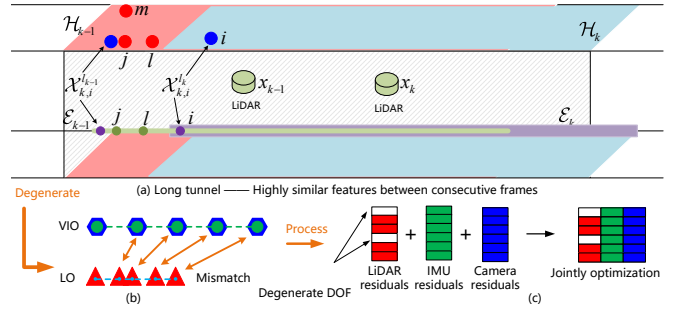 m
H_{k-1}
H_k
i
j
l
X_{k,i}^{l_{k-1}}
X_{k,i}^{l_k}
x_{k-1}
x_k
LiDAR
LiDAR
E_{k-1}
j
l
i
E_k
(a) Long tunnel —— Highly similar features between consecutive frames
Degenerate
VIO
LO
Mismatch
(b)
Process
Degenerate DOF
+
+
LiDAR residuals
IMU residuals
Camera residuals
Jointly optimization
(c)